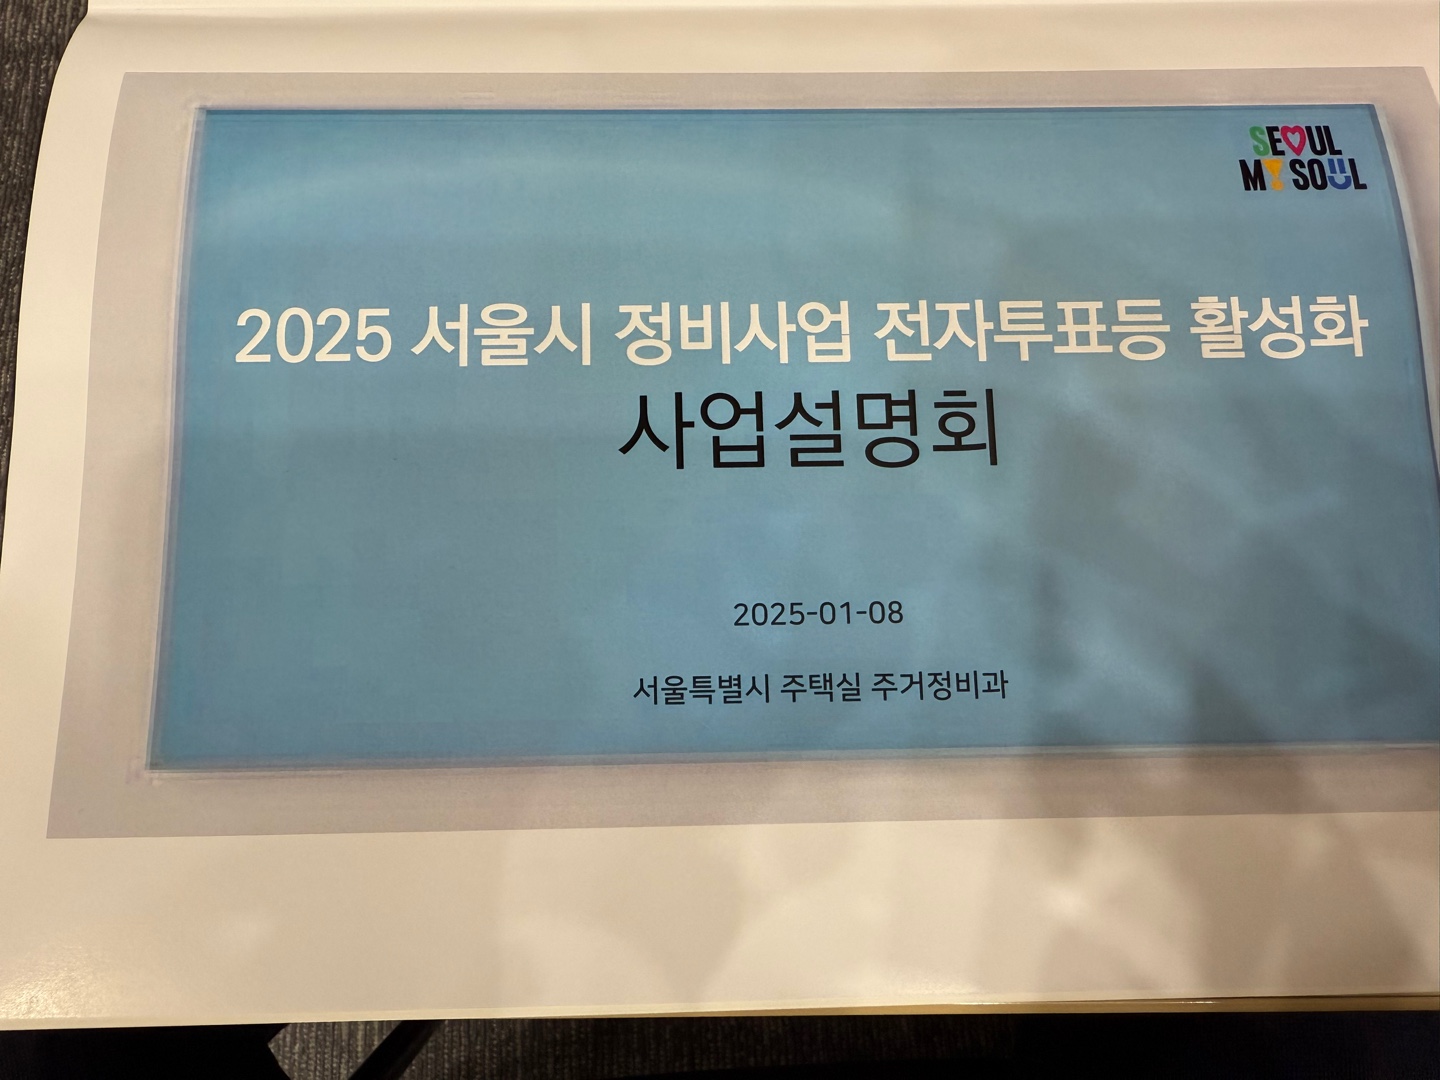 SEOUL
MY SOUL
2025 서울시 정비사업 전자투표등 활성화
사업설명회
2025-01-08
서울특별시 주택실 주거정비과